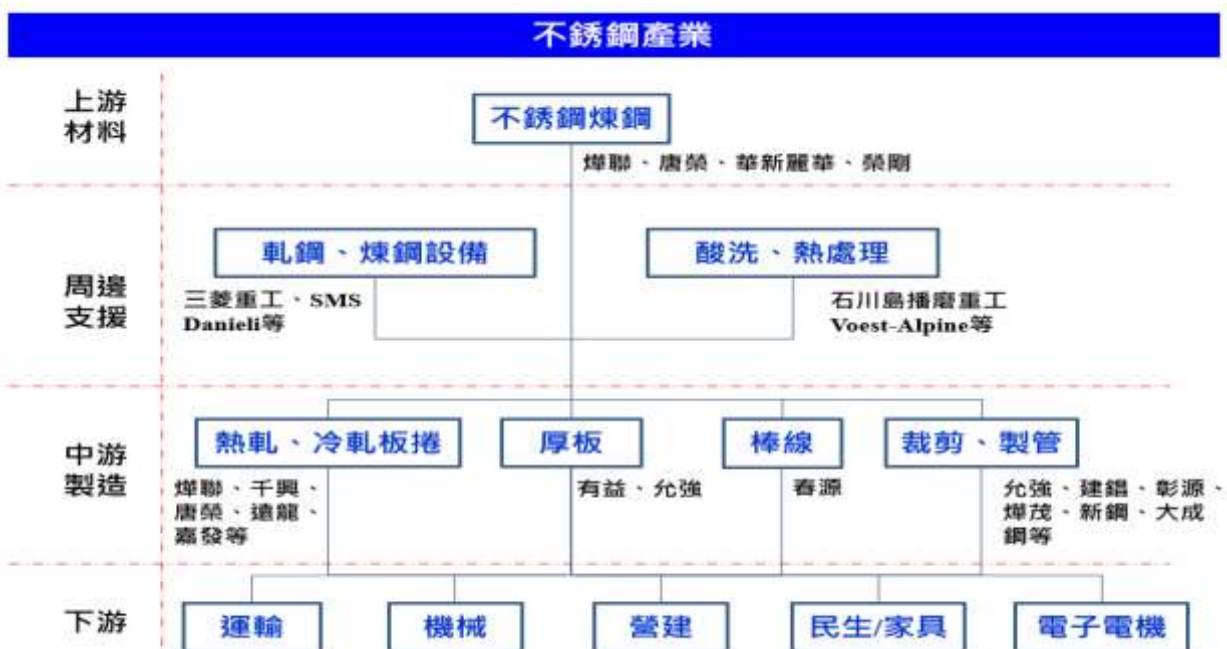 不銹鋼產業
上游
材料
不銹鋼煉鋼
燁聯、唐榮、華新麗華、榮剛
周邊
支援
軋鋼、煉鋼設備
三菱重工、SMS
Danieli等
酸洗、熱處理
石川島播磨重工
Voest-Alpine等
中游
製造
熱軋、冷軋板捲
燁聯、千興、
唐榮、遠龍、
嘉發等
厚板
有益、允強
棒線
春源
裁剪、製管
允強、建錩、彰源、
燁茂、新鋼、大成
鋼等
下游
運輸
機械
營建
民生/家具
電子電機